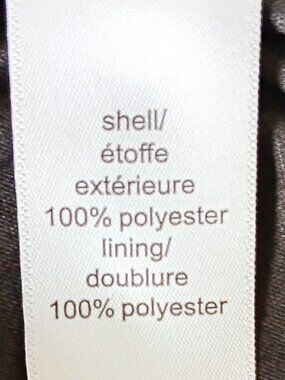 shell/
étoffe
extérieure
100% polyester
lining/
doublure
100% polyester